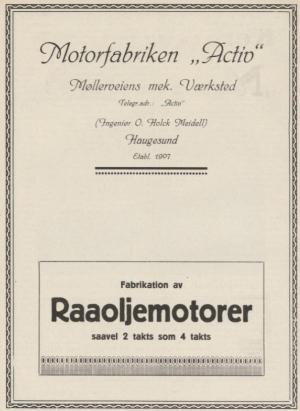 Motorfabriken „Activ“
Møllerveiens mek. Værksted
Telegr.adr.: „Activ“
(Ingeniør O. Holck Meidell)
Haugesund
Etabl. 1907
Fabrikation av
Raaoljemotorer
saavel 2 takts som 4 takts